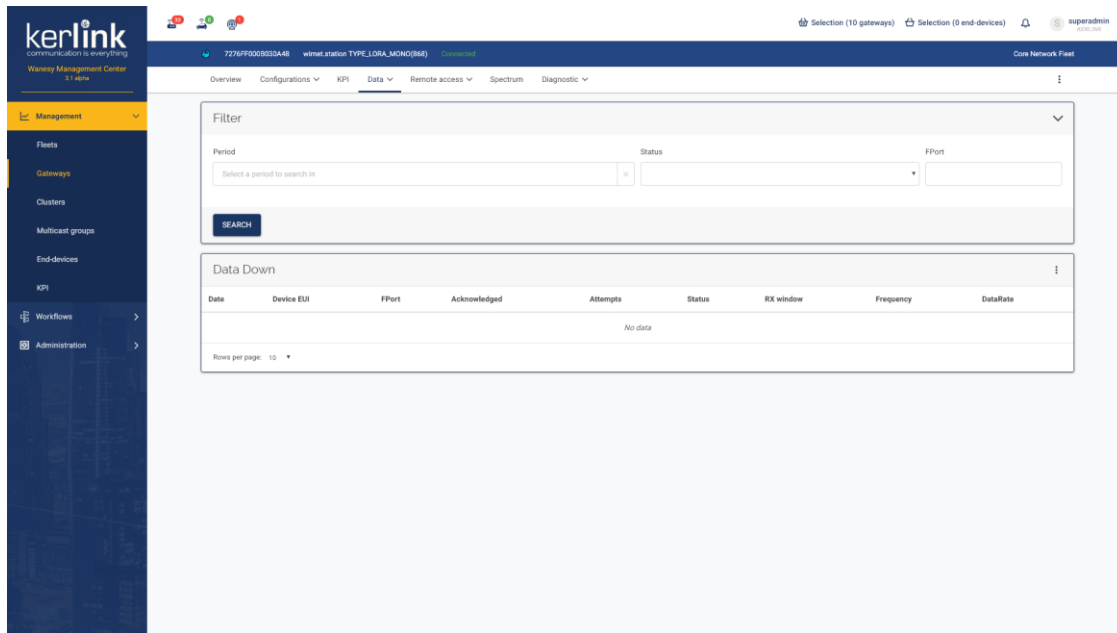 kerlink
communication is everything
Wanesy Management Center
3.1 alpha
Management
Fleets
Gateways
Clusters
Multicast groups
End-devices
KPI
Workflows
Administration
Selection (10 gateways) Selection (0 end-devices) S superadmin
KERLINK
7276FF000B030A48 wirnet.station TYPE_LORA_MONO(868) Connected Core Network Fleet
Overview Configurations KPI Data Remote access Spectrum Diagnostic
Filter
Period Status FPort
Select a period to search in
SEARCH
Data Down
Date Device EUI FPort Acknowledged Attempts Status RX window Frequency DataRate
No data
Rows per page: 10